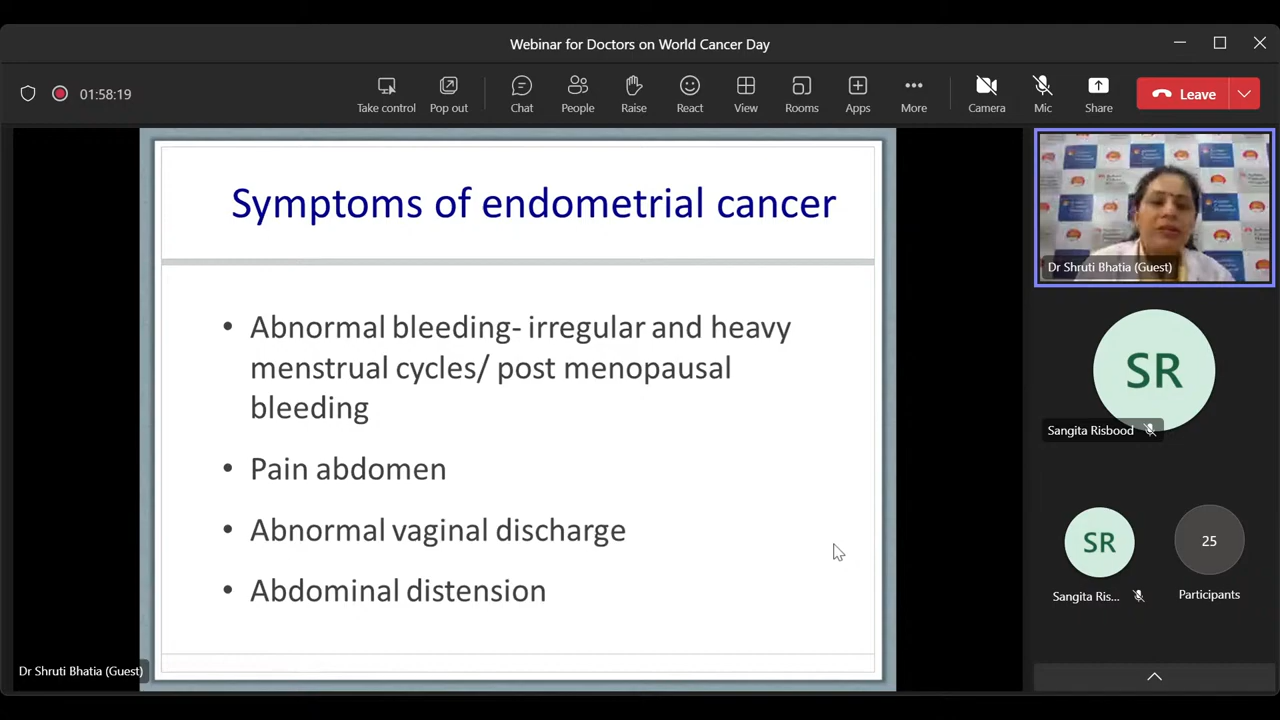 Webinar for Doctors on World Cancer Day
01:58:19
Take control
Pop out
Chat
People
Raise
React
View
Rooms
Apps
More
Camera
Mic
Share
Leave
Symptoms of endometrial cancer
• Abnormal bleeding- irregular and heavy
menstrual cycles/ post menopausal
bleeding
• Pain abdomen
• Abnormal vaginal discharge
• Abdominal distension
Dr Shruti Bhatia (Guest)
Dr Shruti Bhatia (Guest)
SR
Sangita Risbood
SR
Sangita Ris...
25
Participants